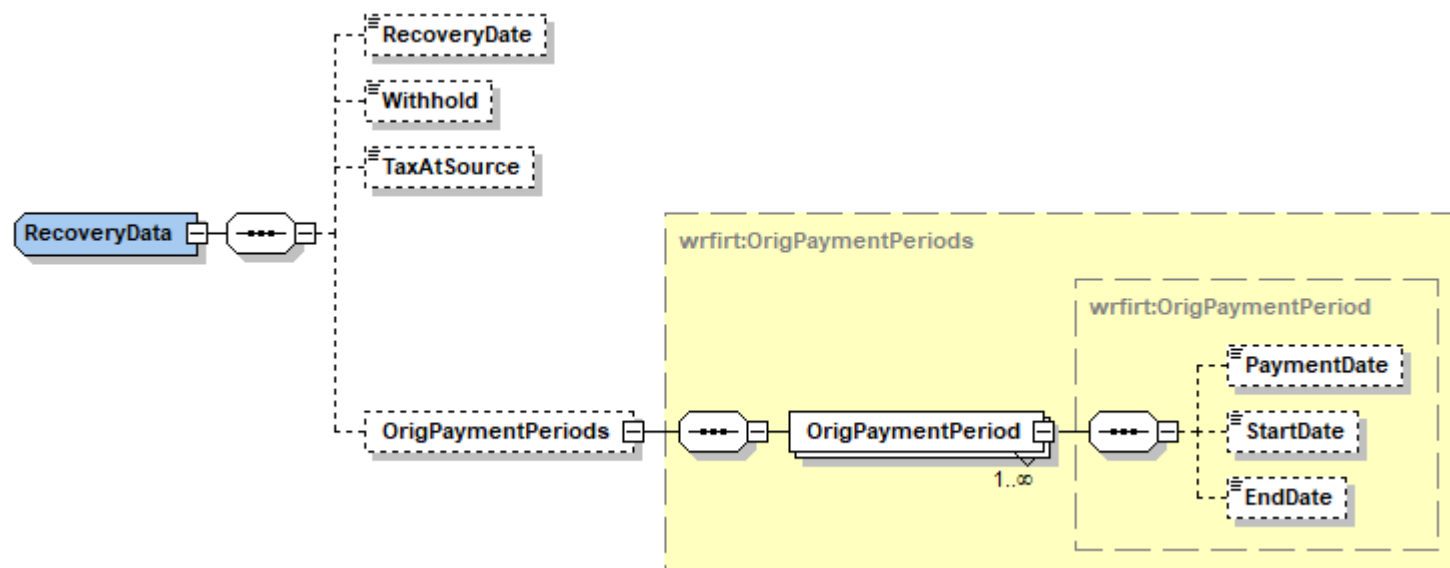 RecoveryDate
Withhold
TaxAtSource
RecoveryData
wrfirt:OrigPaymentPeriods
wrfirt:OrigPaymentPeriod
PaymentDate
OrigPaymentPeriods
OrigPaymentPeriod
StartDate
1..∞
EndDate